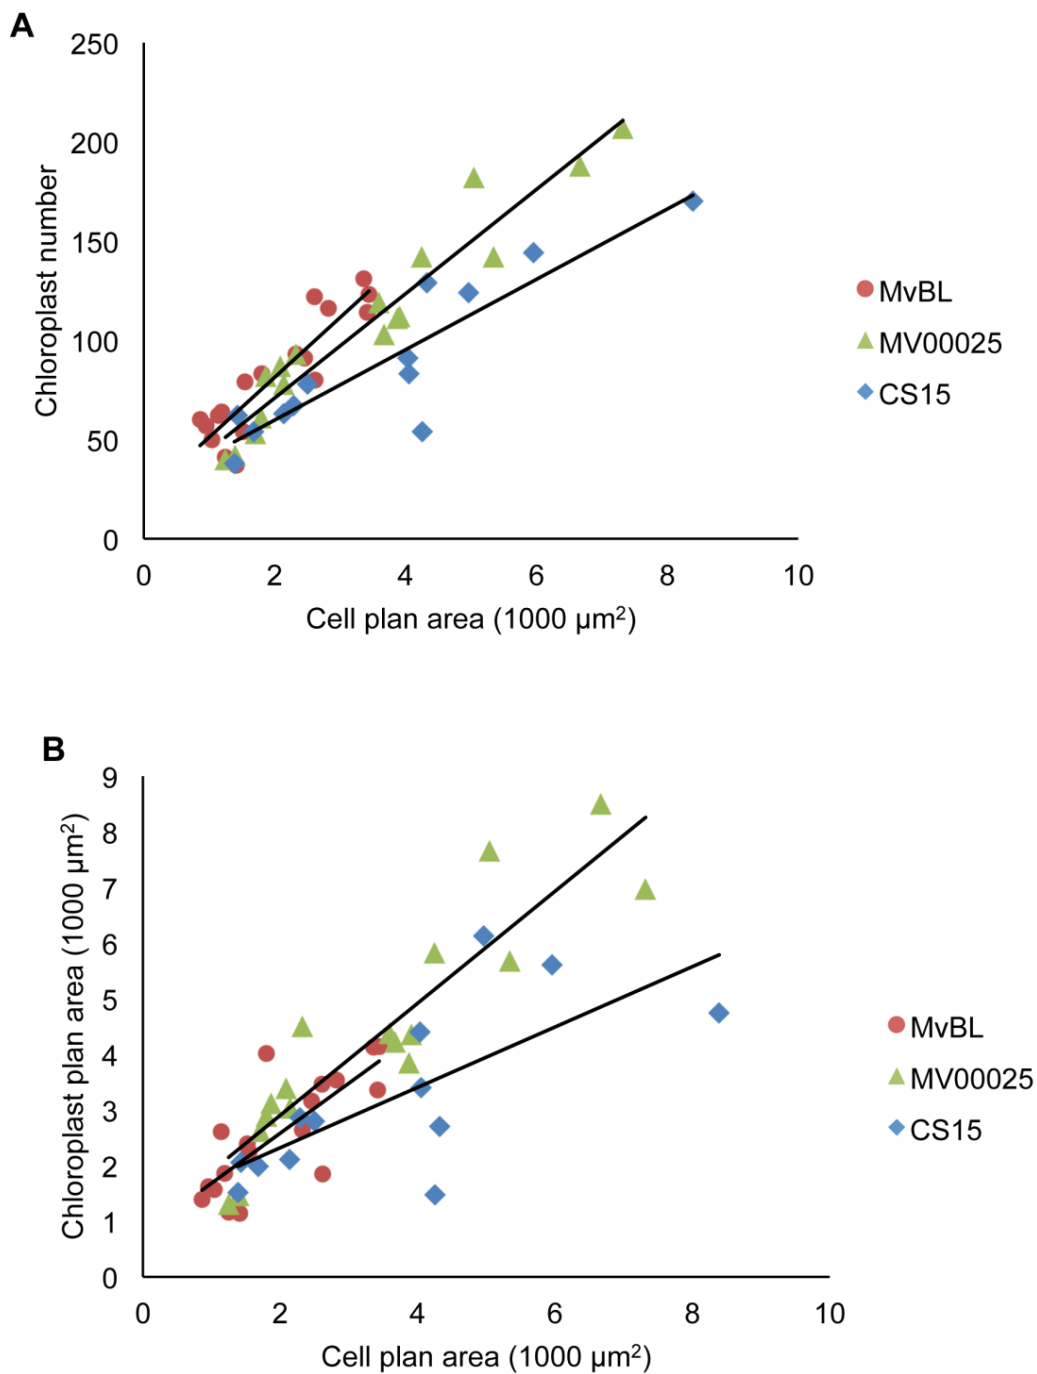 A
250
200
150
100
50
0
Chloroplast number
0 2 4 6 8 10
Cell plan area (1000 µm²)
MvBL
MV00025
CS15
B
9
8
7
6
5
4
3
2
1
0
Chloroplast plan area (1000 µm²)
0 2 4 6 8 10
Cell plan area (1000 µm²)
MvBL
MV00025
CS15